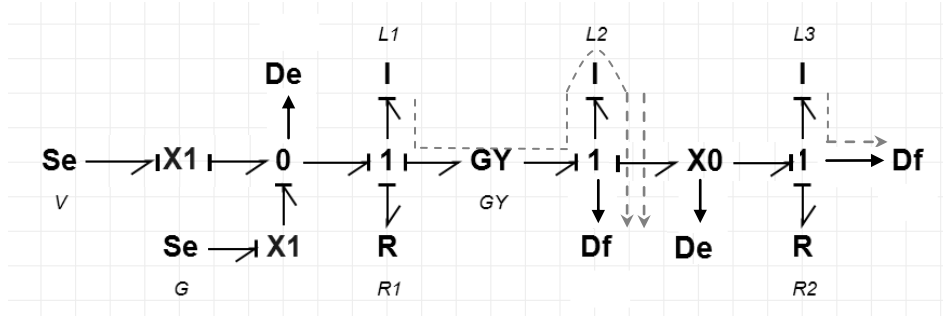 L1 L2 L3
De I I I
Se X1 0 1 GY 1 X0 1 Df
V GY
Se X1 R Df De R
G R1 R2